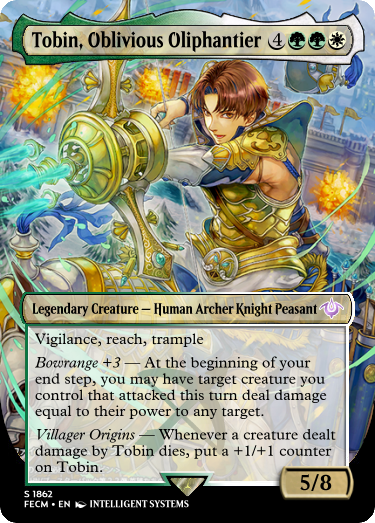 Tobin, Oblivious Oliphantier 4
Legendary Creature — Human Archer Knight Peasant
Vigilance, reach, trample
Bowrange +3 — At the beginning of your
end step, you may have target creature you
control that attacked this turn deal damage
equal to their power to any target.
Villager Origins — Whenever a creature dealt
damage by Tobin dies, put a +1/+1 counter
on Tobin.
5/8
S 1862
FECM • EN INTELLIGENT SYSTEMS